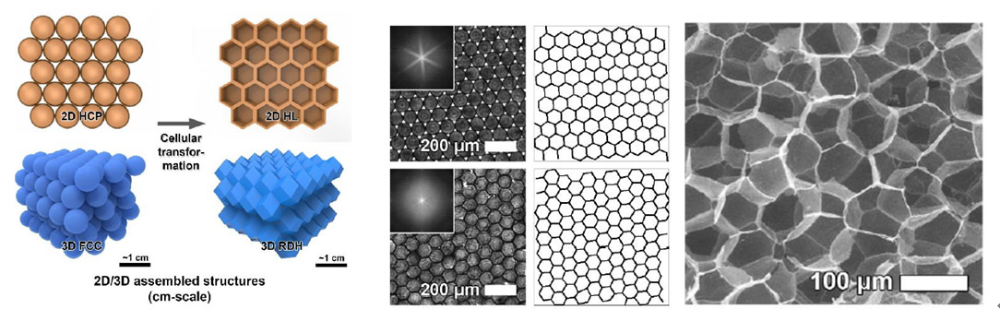 2D HCP
2D HL
Cellular
transfor-
mation
3D FCC
3D RDH
~1 cm
~1 cm
2D/3D assembled structures
(cm-scale)
200 μm
200 μm
100 μm